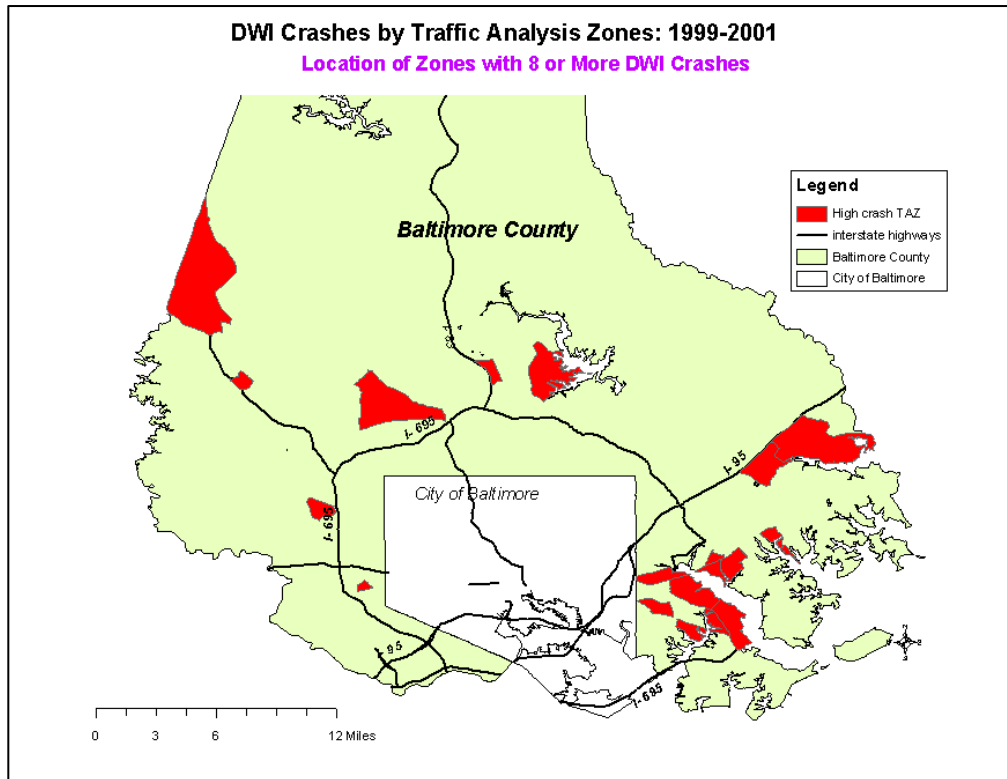 DWI Crashes by Traffic Analysis Zones: 1999-2001
Location of Zones with 8 or More DWI Crashes
Legend
High crash TAZ
interstate highways
Baltimore County
City of Baltimore
Baltimore County
I-695
I-95
City of Baltimore
I-695
I-95
I-695
0 3 6 12 Miles